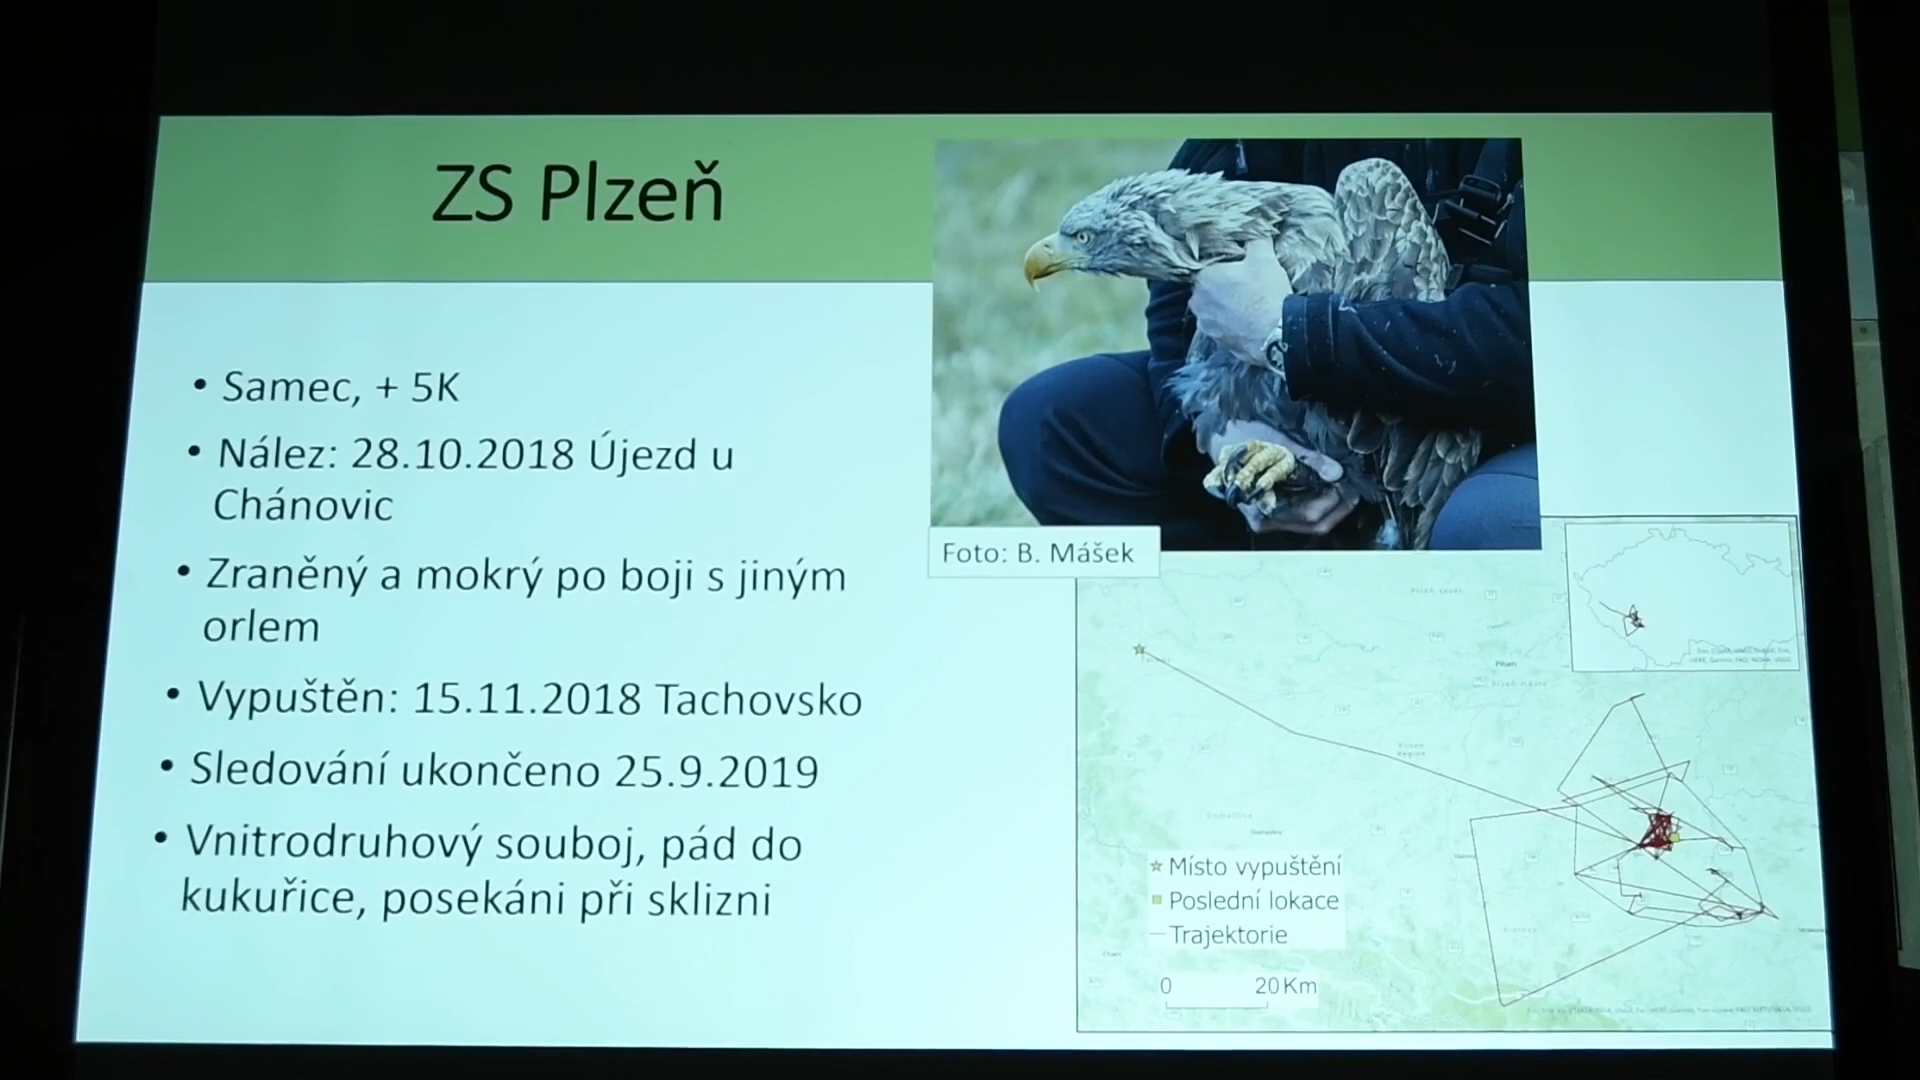 ZS Plzeň
• Samec, + 5K
• Nález: 28.10.2018 Újezd u
Chánovic
• Zraněný a mokrý po boji s jiným
orlem
• Vypuštěn: 15.11.2018 Tachovsko
• Sledování ukončeno 25.9.2019
• Vnitrodruhový souboj, pád do
kukuřice, posekáni při sklizni
Foto: B. Mášek
Místo vypuštění
Poslední lokace
Trajektorie
0 20 Km